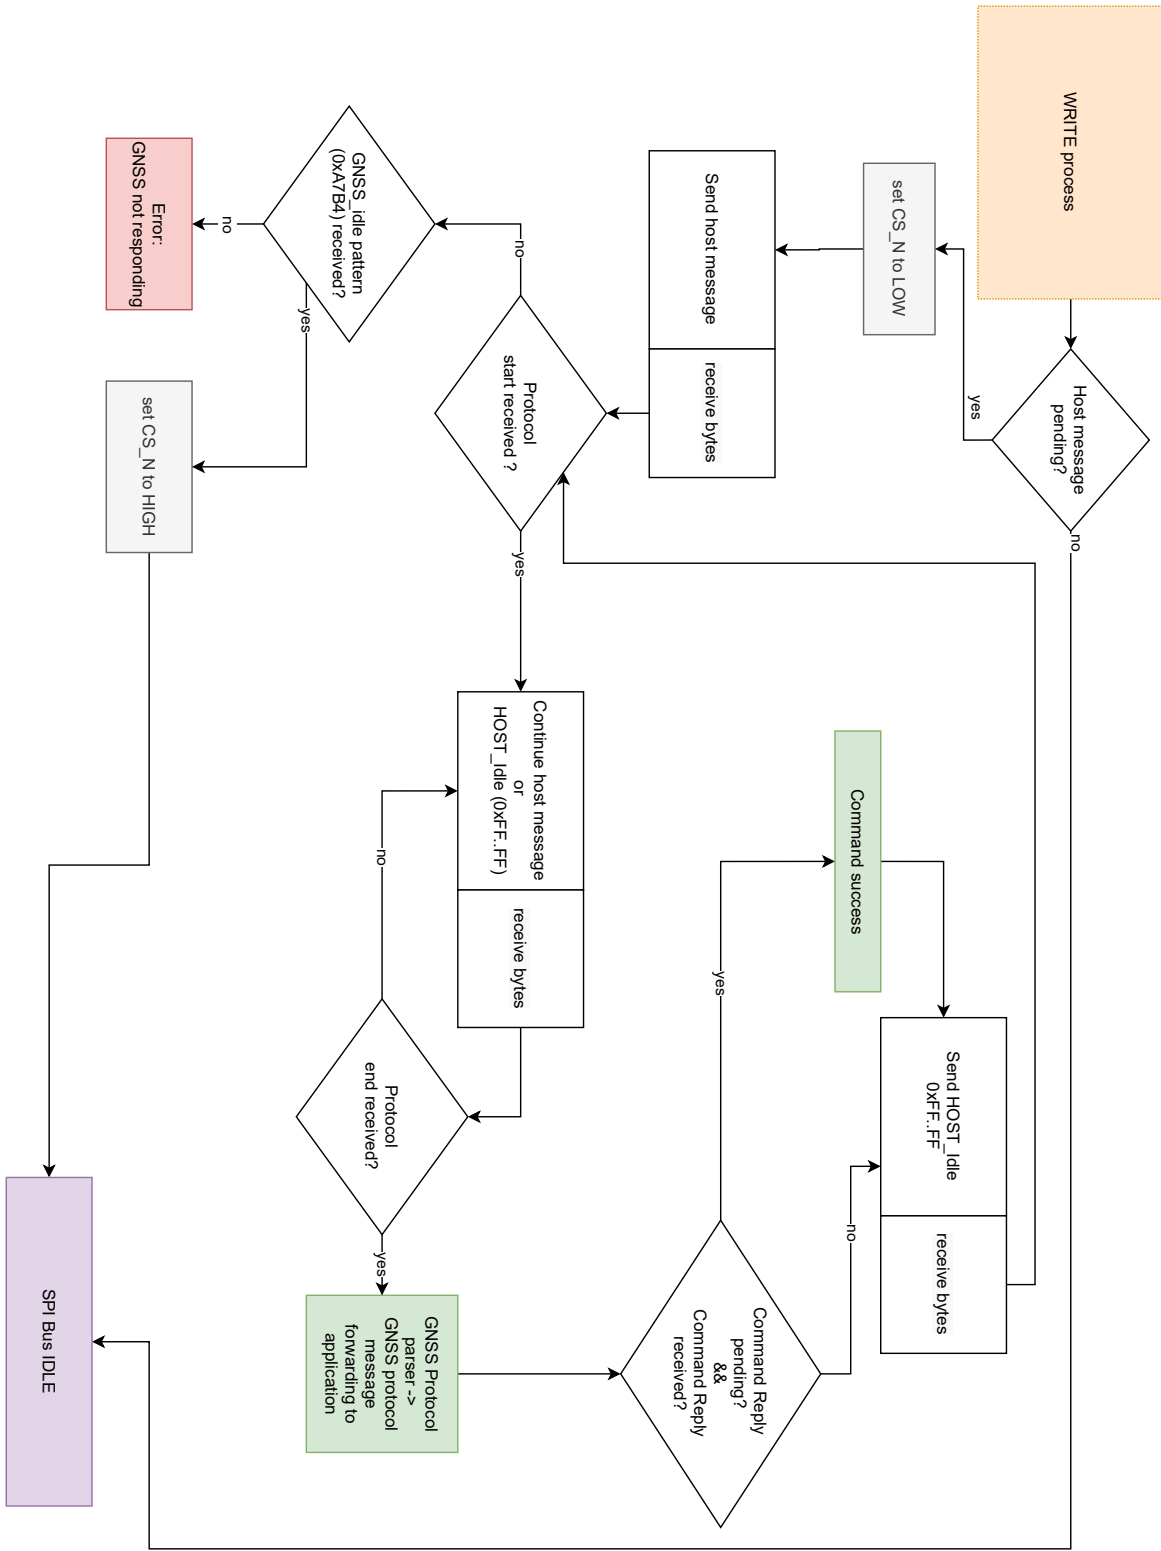 WRITE process
Host message
pending?
yes
no
set CS_N to LOW
Send host message
receive bytes
Protocol
start received ?
no
yes
GNSS_idle pattern
(0xA7B4) received?
no
yes
Error:
GNSS not responding
set CS_N to HIGH
Continue host message
or
HOST_Idle (0xFF..FF)
receive bytes
Protocol
end received?
no
yes
GNSS Protocol
parser ->
GNSS protocol
message
forwarding to
application
Command Reply
pending?
&&
Command Reply
received?
yes
no
Command success
Send HOST_Idle
0xFF..FF
receive bytes
SPI Bus IDLE